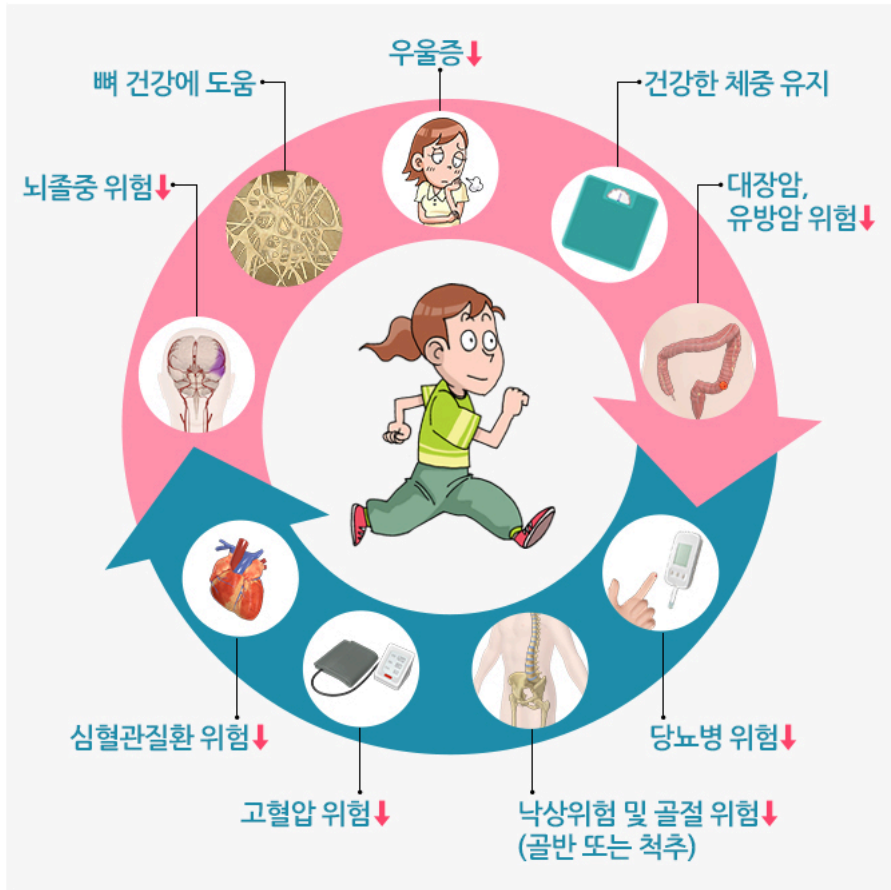 우울증↓
건강한 체중 유지
대장암,
유방암 위험↓
당뇨병 위험↓
낙상위험 및 골절 위험↓
(골반 또는 척추)
고혈압 위험↓
심혈관질환 위험↓
뇌졸중 위험↓
뼈 건강에 도움